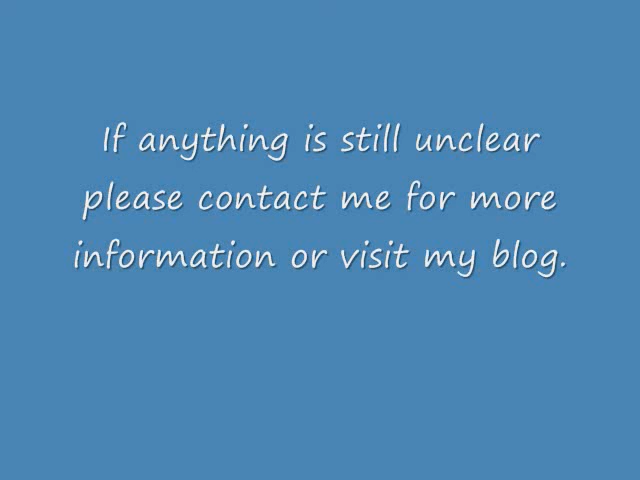 If anything is still unclear
please contact me for more
information or visit my blog.